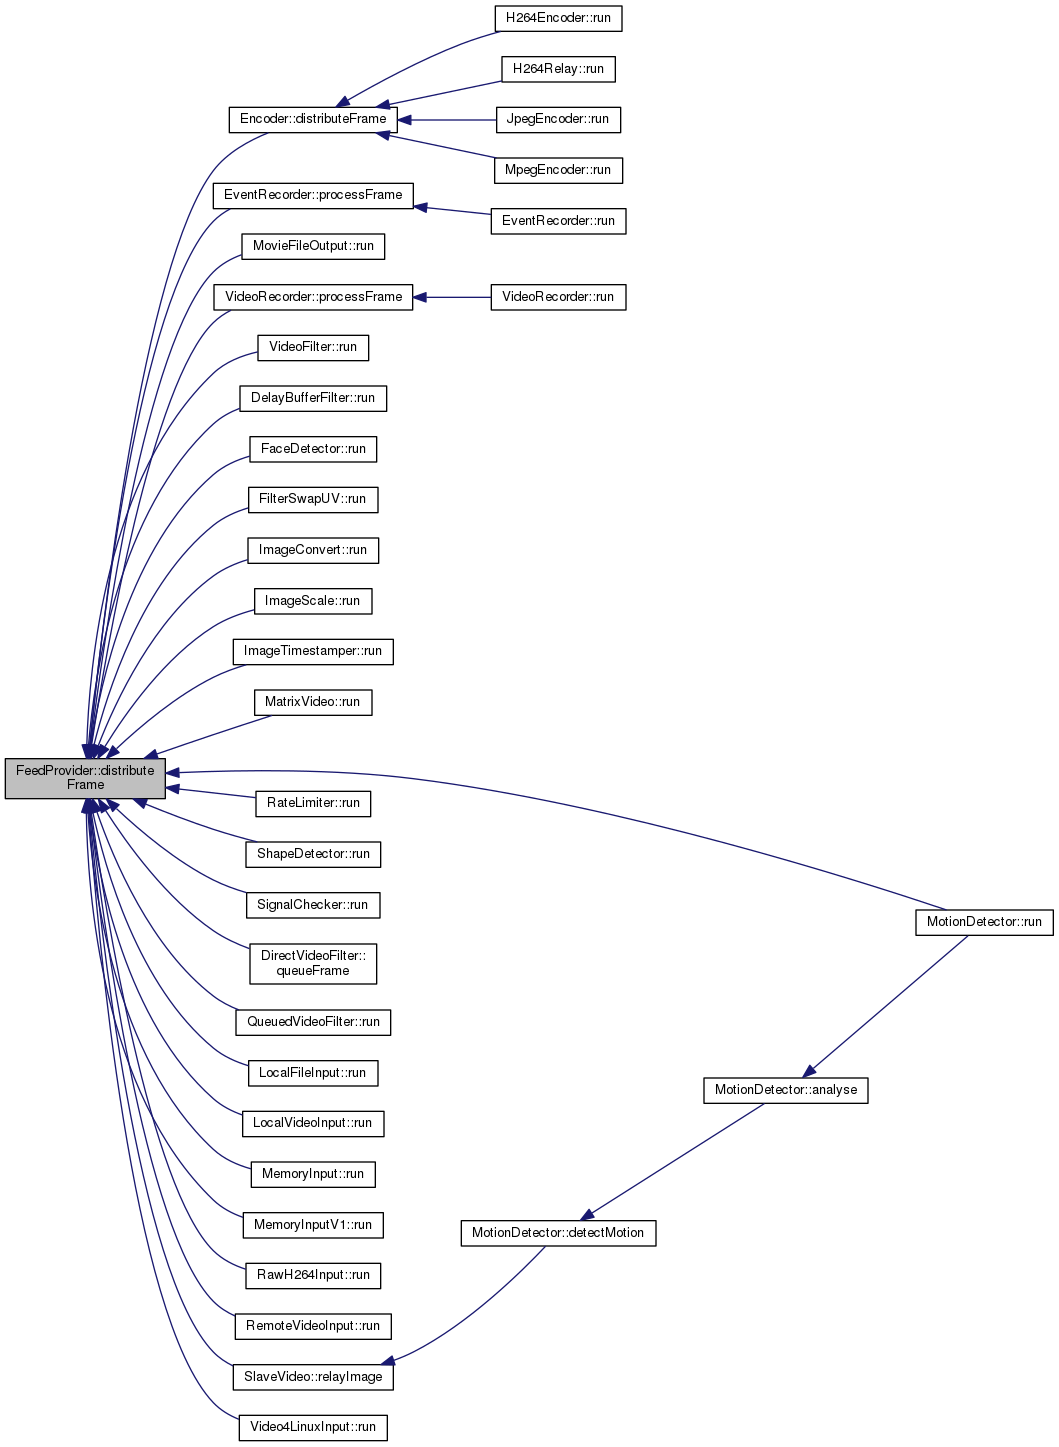 H264Encoder::run
H264Relay::run
Encoder::distributeFrame
JpegEncoder::run
MpegEncoder::run
EventRecorder::processFrame
EventRecorder::run
MovieFileOutput::run
VideoRecorder::processFrame
VideoRecorder::run
VideoFilter::run
DelayBufferFilter::run
FaceDetector::run
FilterSwapUV::run
ImageConvert::run
ImageScale::run
ImageTimestamper::run
MatrixVideo::run
FeedProvider::distribute
Frame
RateLimiter::run
ShapeDetector::run
SignalChecker::run
MotionDetector::run
DirectVideoFilter::
queueFrame
QueuedVideoFilter::run
LocalFileInput::run
MotionDetector::analyse
LocalVideoInput::run
MemoryInput::run
MemoryInputV1::run
MotionDetector::detectMotion
RawH264Input::run
RemoteVideoInput::run
SlaveVideo::relayImage
Video4LinuxInput::run